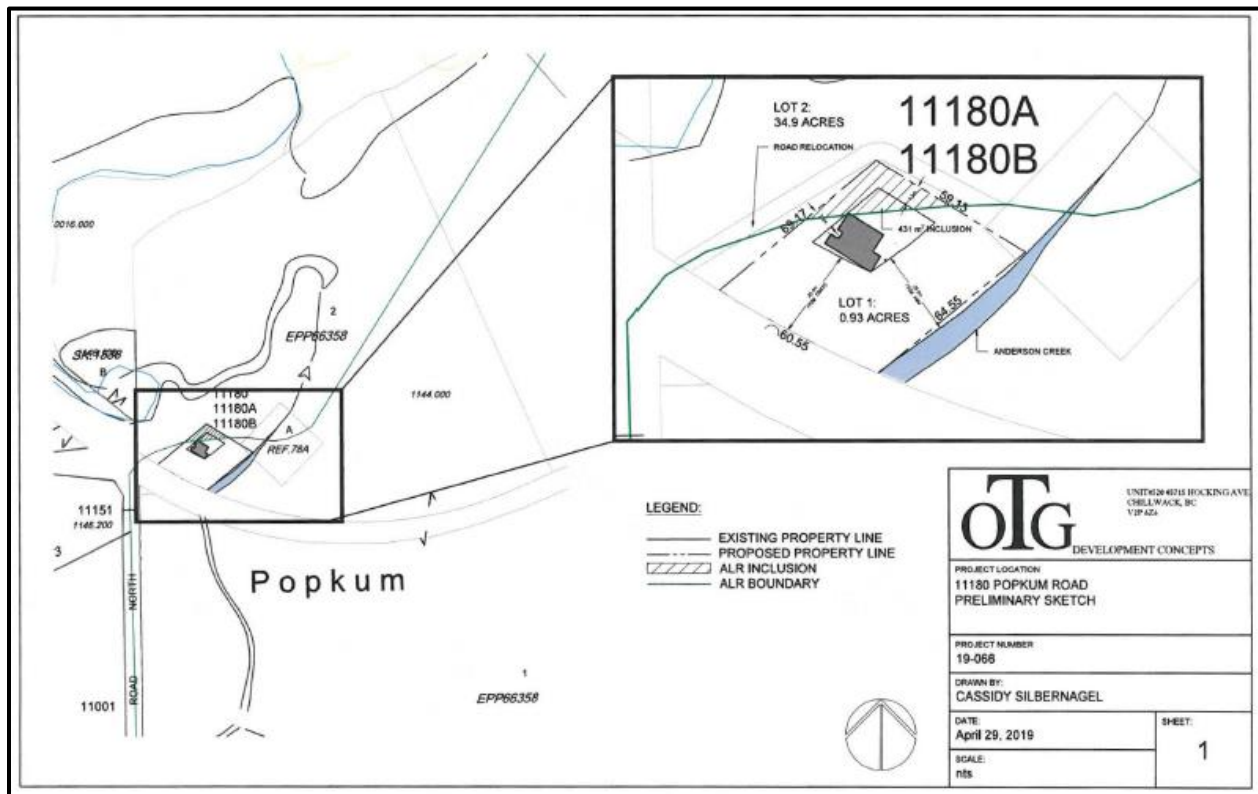 0016.000
2
EPP66358
B
1144.000
11180
11180A
11180B
A
REF.78A
11151
1146.200
3
NORTH
ROAD
11001
Popkum
1
EPP66358
LOT 2:
34.9 ACRES
11180A
11180B
ROAD RELOCATION
69.17
59.13
431 m² INCLUSION
LOT 1:
0.93 ACRES
64.55
60.55
ANDERSON CREEK
LEGEND:
EXISTING PROPERTY LINE
PROPOSED PROPERTY LINE
ALR INCLUSION
ALR BOUNDARY
OTG
DEVELOPMENT CONCEPTS
HOCKING AVE
CHILLWACK, BC
PROJECT LOCATION
11180 POPKUM ROAD
PRELIMINARY SKETCH
PROJECT NUMBER
19-066
DRAWN BY:
CASSIDY SILBERNAGEL
DATE:
April 29, 2019
SCALE:
nts
SHEET:
1